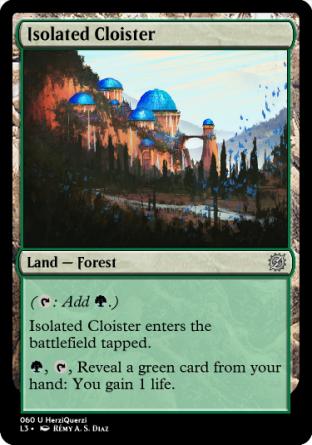 Isolated Cloister
Land — Forest
(: Add .)
Isolated Cloister enters the
battlefield tapped.
, , Reveal a green card from your
hand: You gain 1 life.
060 U HerziQuerzi
L3 • Rémy A. S. Diaz